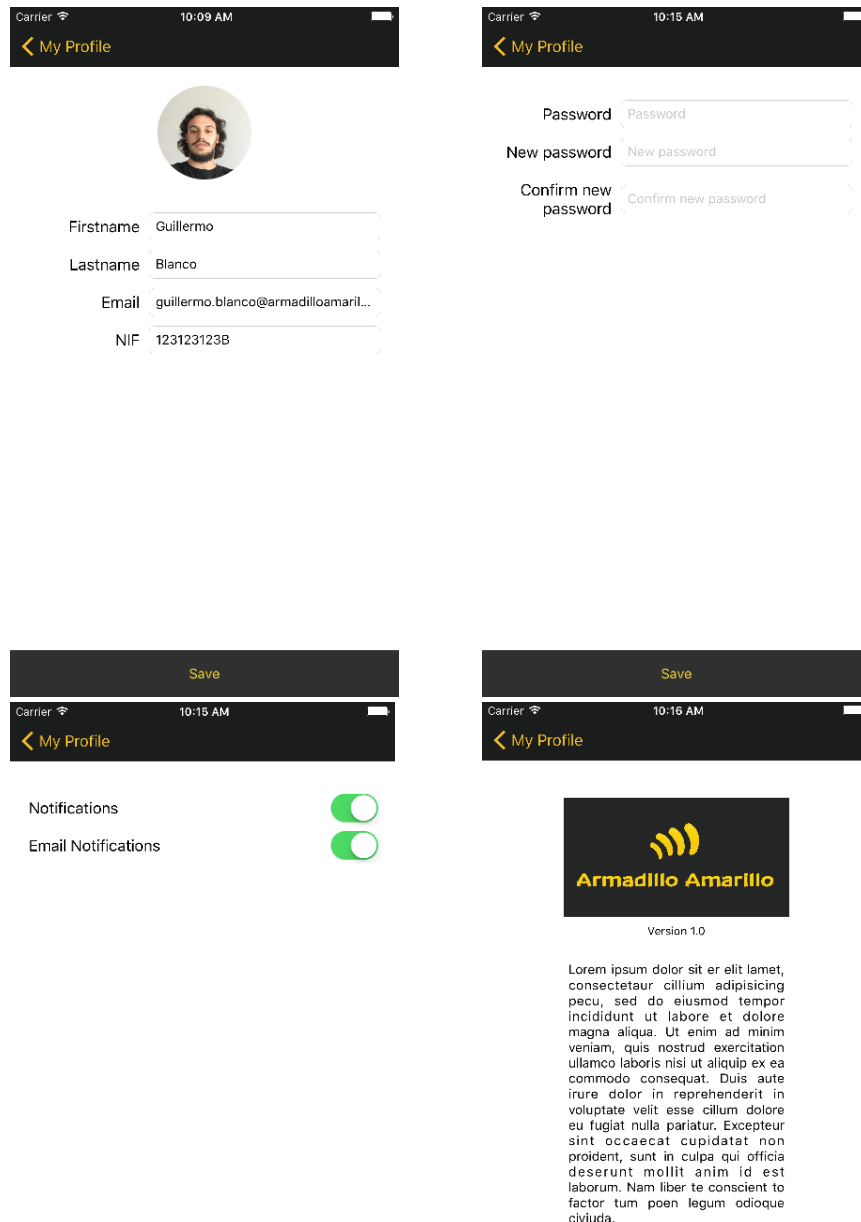 Carrier 10:09 AM
My Profile
Firstname Guillermo
Lastname Blanco
Email guillermo.blanco@armadilloamaril...
NIF 123123123B
Save
Carrier 10:15 AM
My Profile
Password Password
New password New password
Confirm new
password Confirm new password
Save
Carrier 10:15 AM
My Profile
Notifications
Email Notifications
Carrier 10:16 AM
My Profile
Armadillo Amarillo
Version 1.0
Lorem ipsum dolor sit er elit lamet,
consectetaur cillium adipisicing
pecu, sed do eiusmod tempor
incididunt ut labore et dolore
magna aliqua. Ut enim ad minim
veniam, quis nostrud exercitation
ullamco laboris nisi ut aliquip ex ea
commodo consequat. Duis aute
irure dolor in reprehenderit in
voluptate velit esse cillum dolore
eu fugiat nulla pariatur. Excepteur
sint occaecat cupidatat non
proident, sunt in culpa qui officia
deserunt mollit anim id est
laborum. Nam liber te conscient to
factor tum poen legum odioque
civiuda.